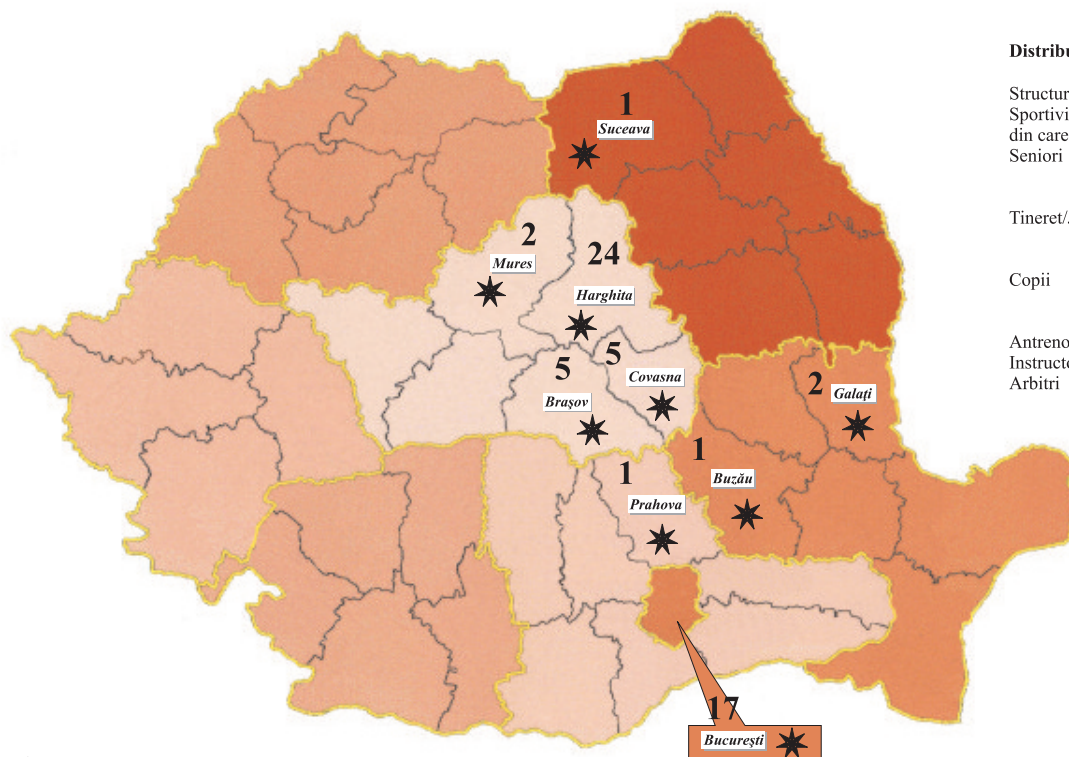 1
Suceava
2
Mures
24
Harghita
5
Brașov
5
Covasna
2
Galați
1
Buzău
1
Prahova
17
București
Distribu
Structur
Sportivi
din care
Seniori
Tineret/
Copii
Antreno
Instructo
Arbitri